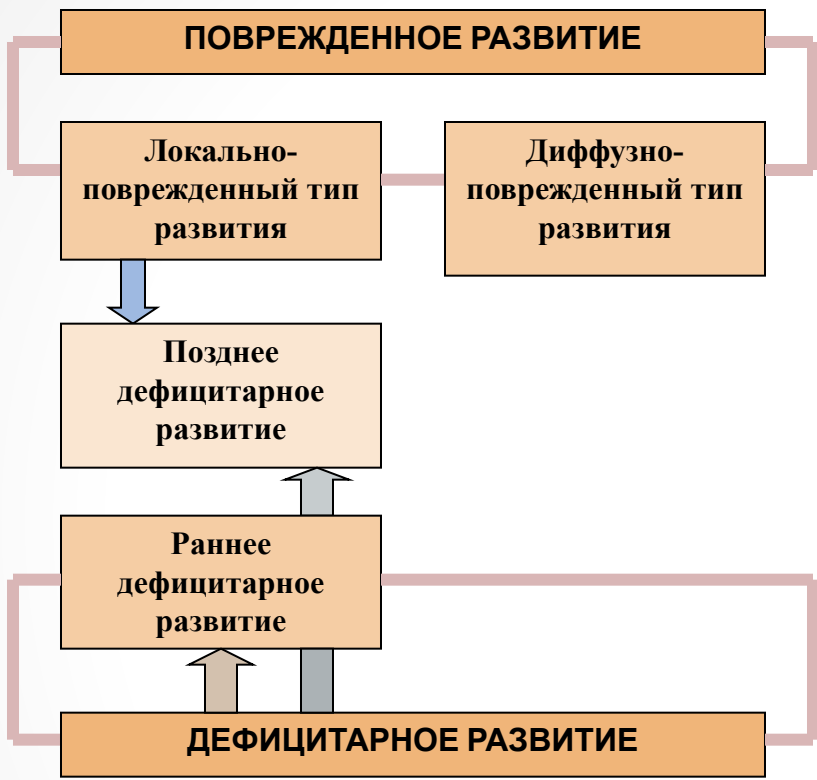 ПОВРЕЖДЕННОЕ РАЗВИТИЕ
Локально-
поврежденный тип
развития
Диффузно-
поврежденный тип
развития
Позднее
дефицитарное
развитие
Раннее
дефицитарное
развитие
ДЕФИЦИТАРНОЕ РАЗВИТИЕ